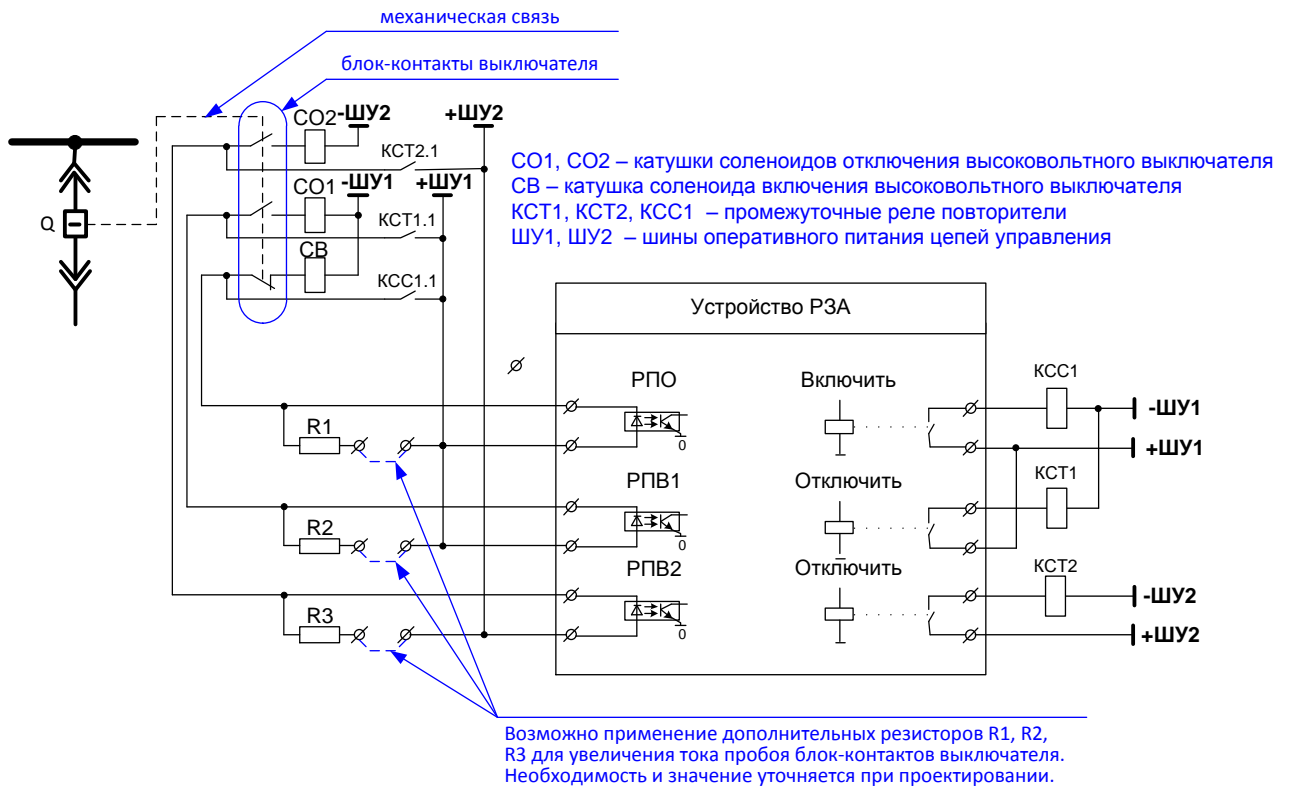 механическая связь
блок-контакты выключателя
СО2
-ШУ2
+ШУ2
КСТ2.1
СО1
-ШУ1
+ШУ1
КСТ1.1
СВ
КСС1.1
Q
СО1, СО2 – катушки соленоидов отключения высоковольтного выключателя
СВ – катушка соленоида включения высоковольтного выключателя
КСТ1, КСТ2, КСС1 – промежуточные реле повторители
ШУ1, ШУ2 – шины оперативного питания цепей управления
Устройство РЗА
РПО
Включить
КСС1
-ШУ1
+ШУ1
R1
0
РПВ1
Отключить
КСТ1
R2
0
РПВ2
Отключить
КСТ2
-ШУ2
+ШУ2
R3
0
Возможно применение дополнительных резисторов R1, R2,
R3 для увеличения тока пробоя блок-контактов выключателя.
Необходимость и значение уточняется при проектировании.